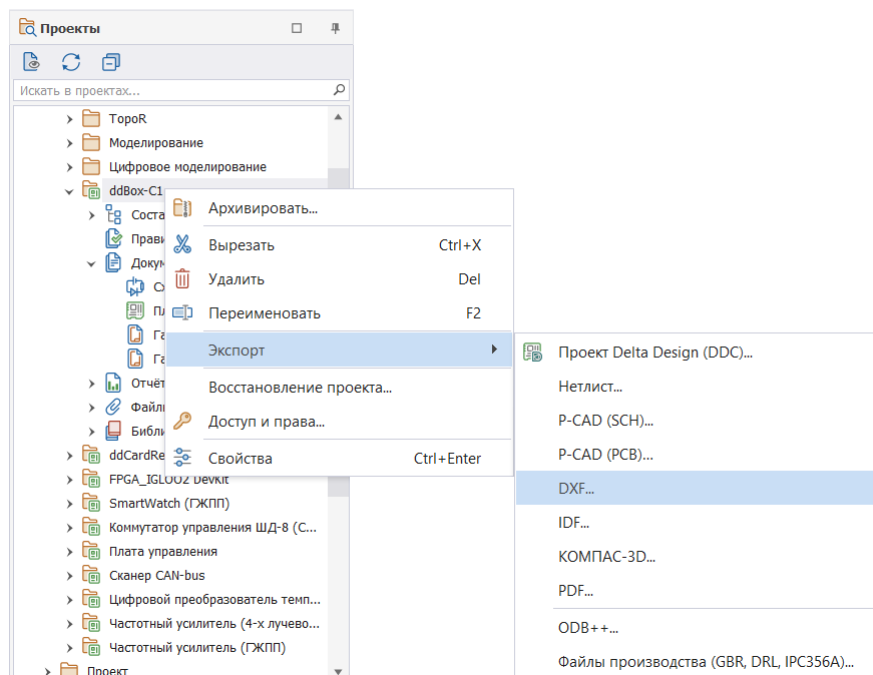 Проекты
Искать в проектах...
TopoR
Моделирование
Цифровое моделирование
ddBox-C1
Архивировать...
Вырезать Ctrl+X
Удалить Del
Переименовать F2
Экспорт
Восстановление проекта...
Доступ и права...
Свойства Ctrl+Enter
Проект Delta Design (DDC)...
Нетлист...
P-CAD (SCH)...
P-CAD (PCB)...
DXF...
IDF...
КОМПАС-3D...
PDF...
ODB++...
Файлы производства (GBR, DRL, IPC356A)...
FPGA_IGLOO2 DevKit
SmartWatch (ГЖПП)
Коммутатор управления ШД-8 (С...
Плата управления
Сканер CAN-bus
Цифровой преобразователь темп...
Частотный усилитель (4-х лучево...
Частотный усилитель (ГЖПП)
Проект